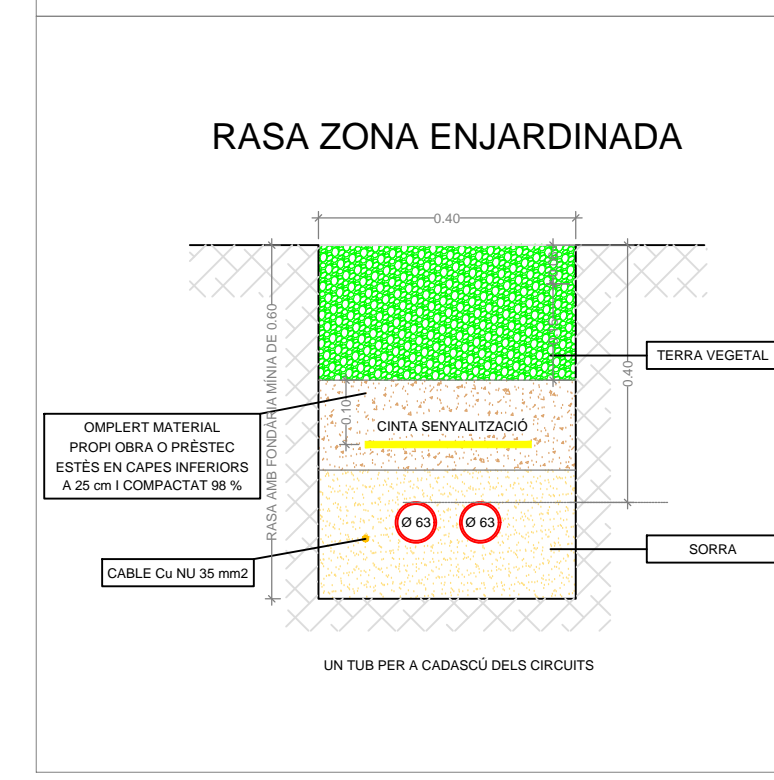 RASA ZONA ENJARDINADA
0.40
RASA AMB FONDÀRIA MÍNIA DE 0.60
TERRA VEGETAL
0.40
0.10
CINTA SENYALITZACIÓ
OMPLERT MATERIAL
PROPI OBRA O PRÈSTEC
ESTÈS EN CAPES INFERIORS
A 25 cm I COMPACTAT 98 %
Ø 63
Ø 63
SORRA
CABLE Cu NU 35 mm2
UN TUB PER A CADASCÚ DELS CIRCUITS